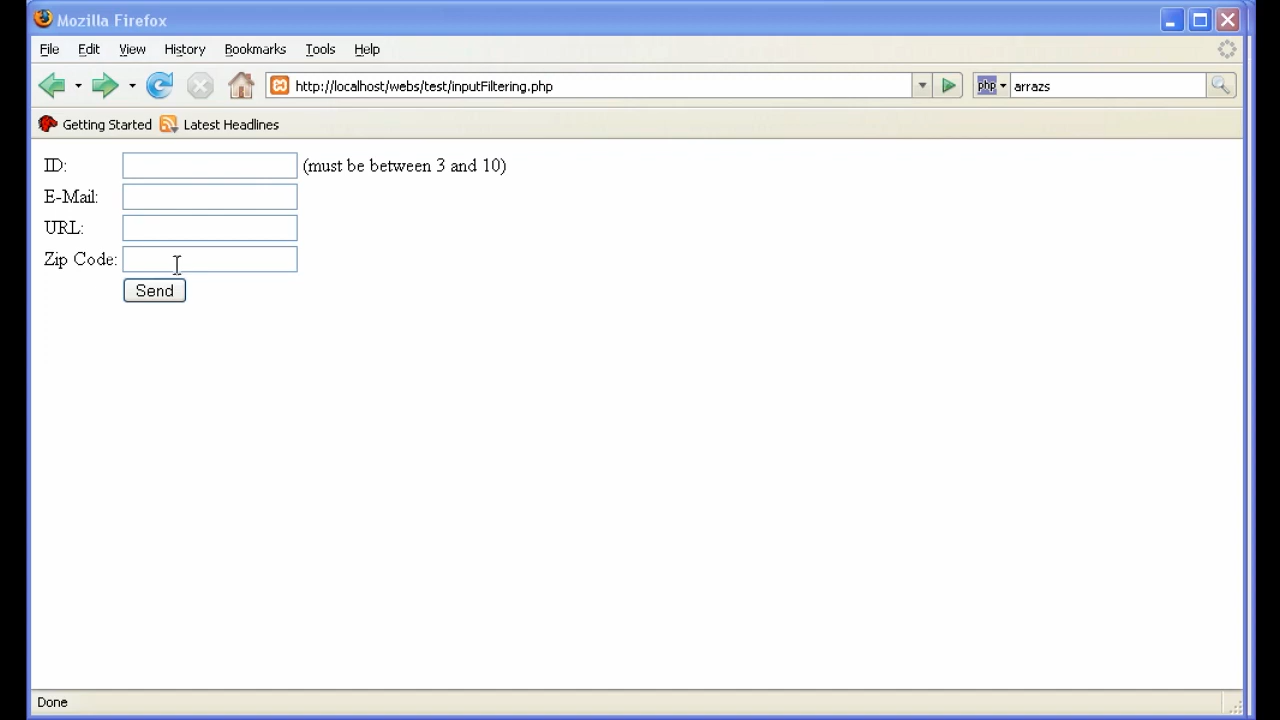 Mozilla Firefox
File Edit View History Bookmarks Tools Help
http://localhost/webs/test/inputFiltering.php php arrazs
Getting Started Latest Headlines
ID: (must be between 3 and 10)
E-Mail:
URL:
Zip Code:
Send
Done